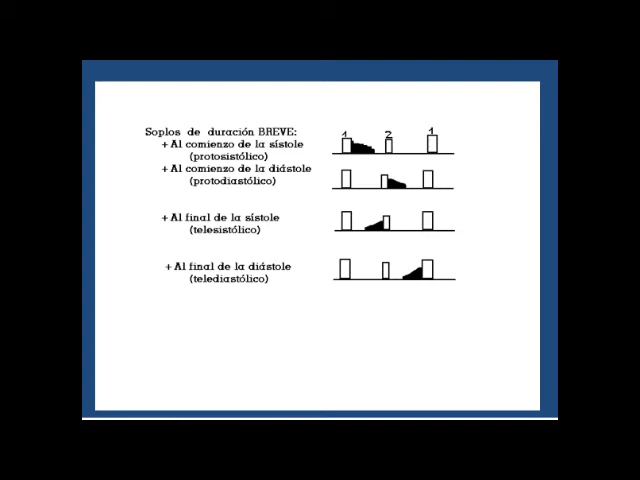 Soplos de duración BREVE:
+ Al comienzo de la sístole
(protosistólico)
+ Al comienzo de la diástole
(protodiastólico)
+ Al final de la sístole
(telesistólico)
+ Al final de la diástole
(telediastólico)
1 2 1